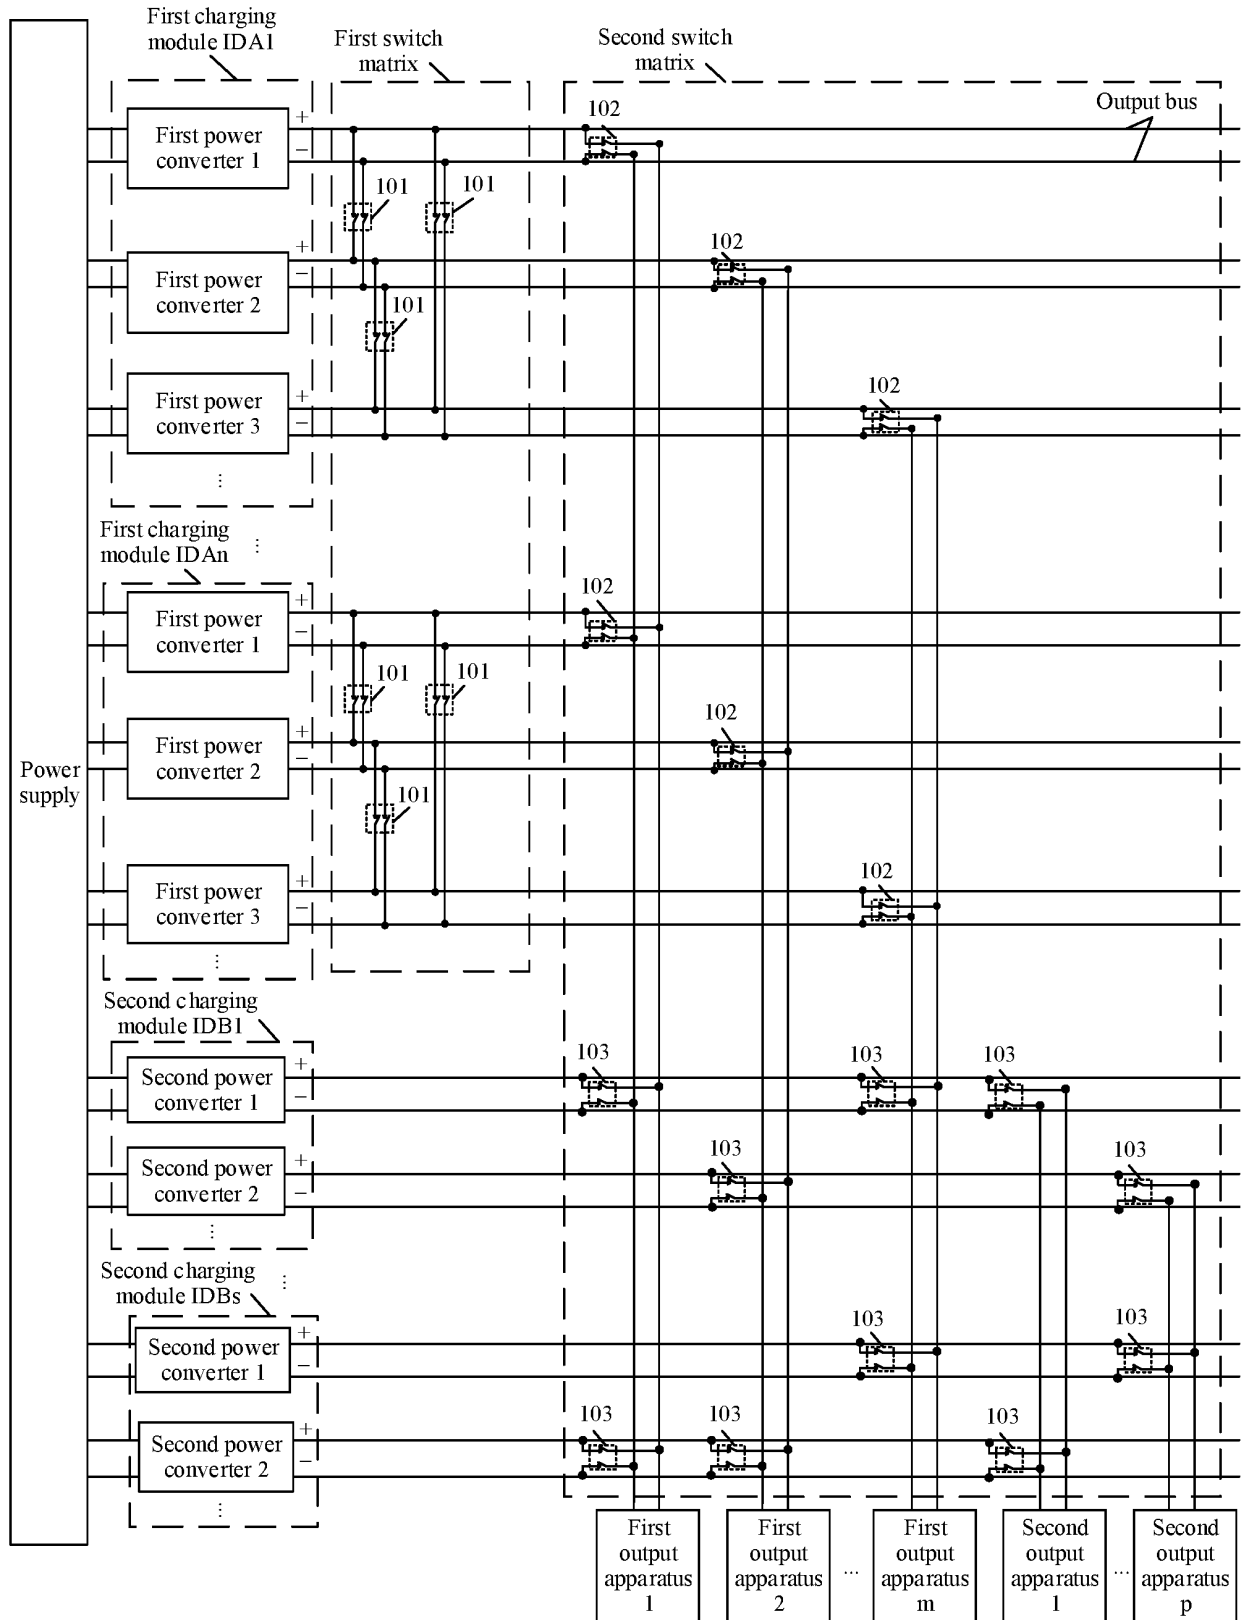 First charging
module IDA1
First switch
matrix
Second switch
matrix
Output bus
102
First power
converter 1
+
−
101
101
102
First power
converter 2
+
−
101
102
First power
converter 3
+
−
...
First charging
module IDAn
...
102
First power
converter 1
+
−
101
101
102
First power
converter 2
+
−
101
Power
supply
102
First power
converter 3
+
−
...
Second charging
module IDB1
103
103
103
Second power
converter 1
+
−
103
103
Second power
converter 2
+
−
...
Second charging
module IDBs
...
103
103
Second power
converter 1
+
−
103
103
103
Second power
converter 2
+
−
...
First
output
apparatus
1
First
output
apparatus
2
...
First
output
apparatus
m
Second
output
apparatus
1
...
Second
output
apparatus
p